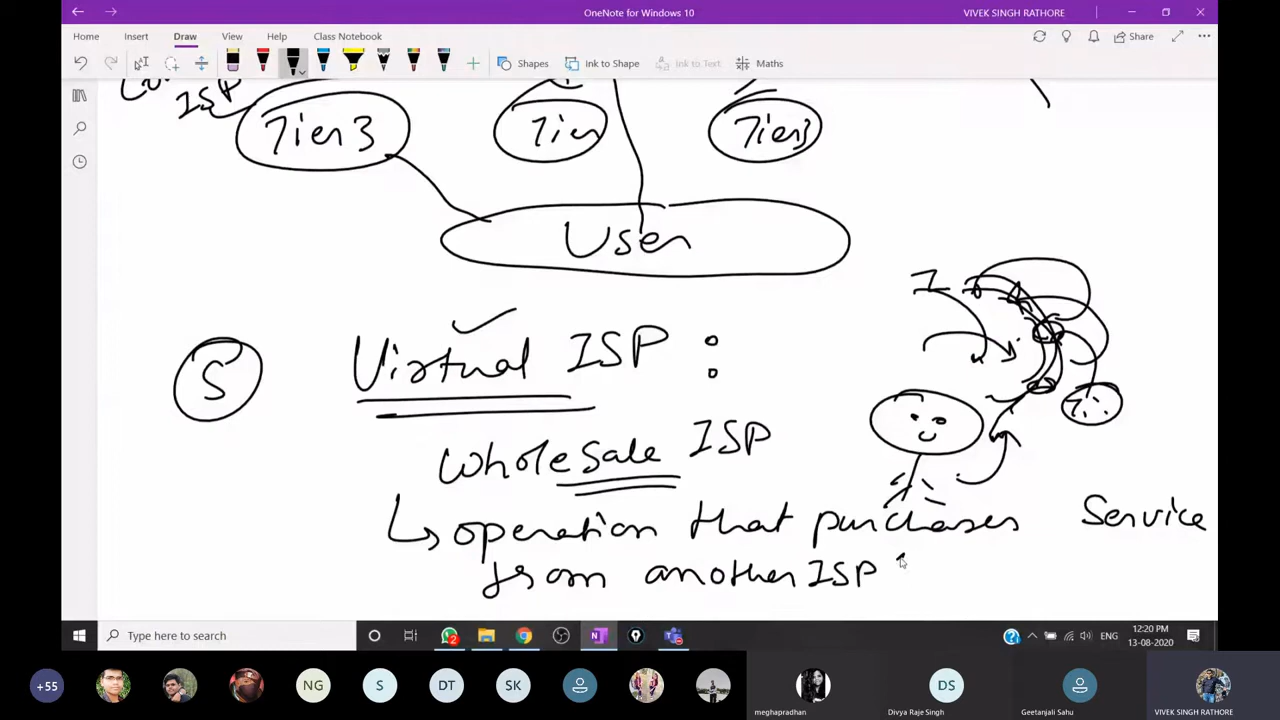 OneNote for Windows 10
VIVEK SINGH RATHORE
Home Insert Draw View Help Class Notebook
Share
Shapes Ink to Shape Ink to Text Maths
ISP
Tier3 Tier Tier3
User
5 Virtual ISP :
Wholesale ISP
operation that purchases Service
from another ISP
Type here to search
2
ENG
12:20 PM
13-08-2020
+55 NG S DT SK DS
meghapradhan Divya Raje Singh Geetanjali Sahu VIVEK SINGH RATHORE